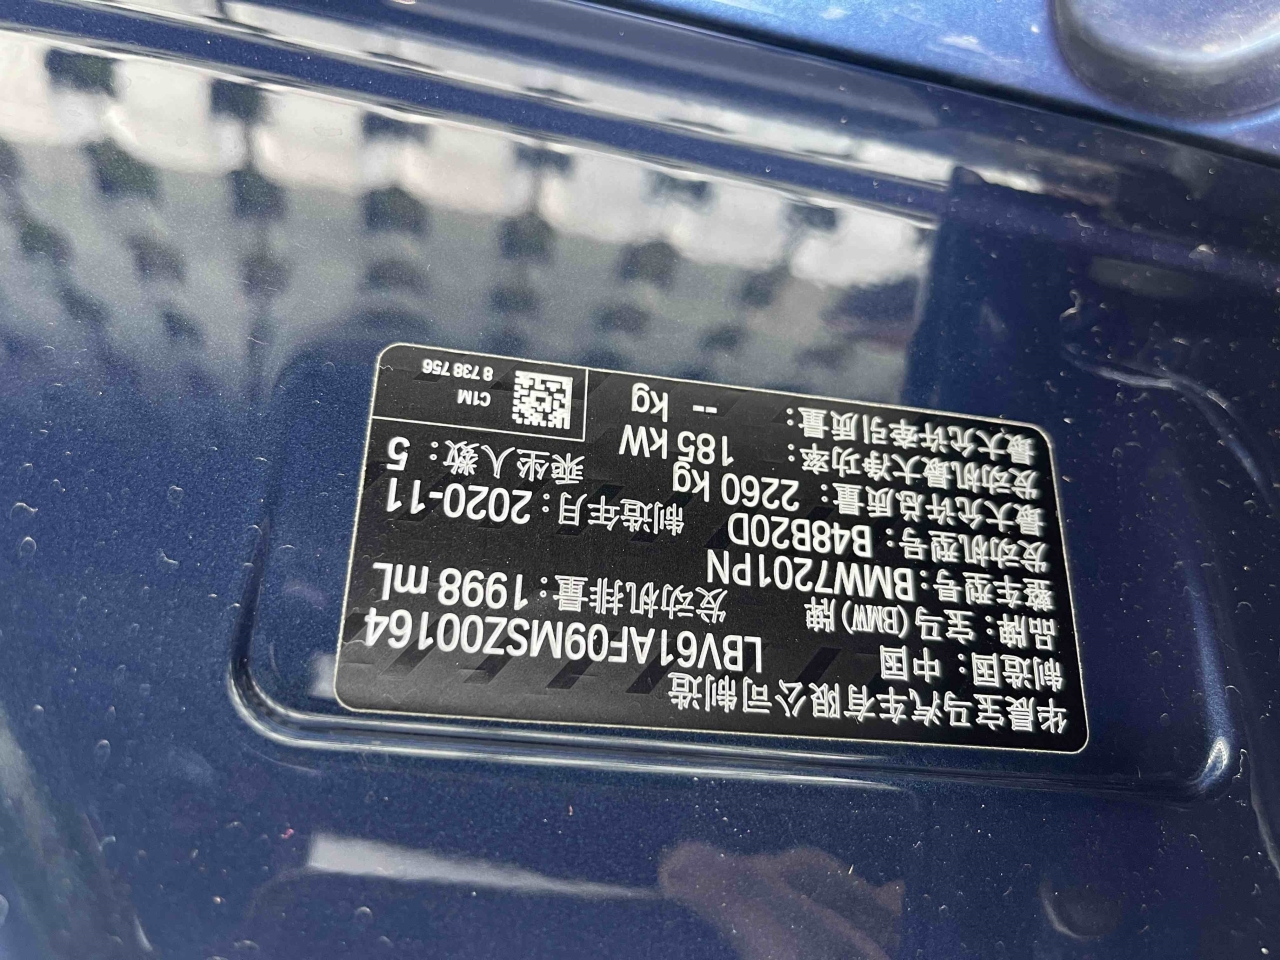 华晨宝马汽车有限公司制造
制造国：中国 LBV61AF09MSZ00164
品牌：宝马(BMW)牌 发动机排量：1998 mL
整车型号：BMW7201PN
发动机型号：B48B20D 制造年月：2020-11
最大允许总质量：2260 kg 乘坐人数：5
发动机最大净功率：185 kW
最大允许牵引质量：-- kg
C1M
8 738 756